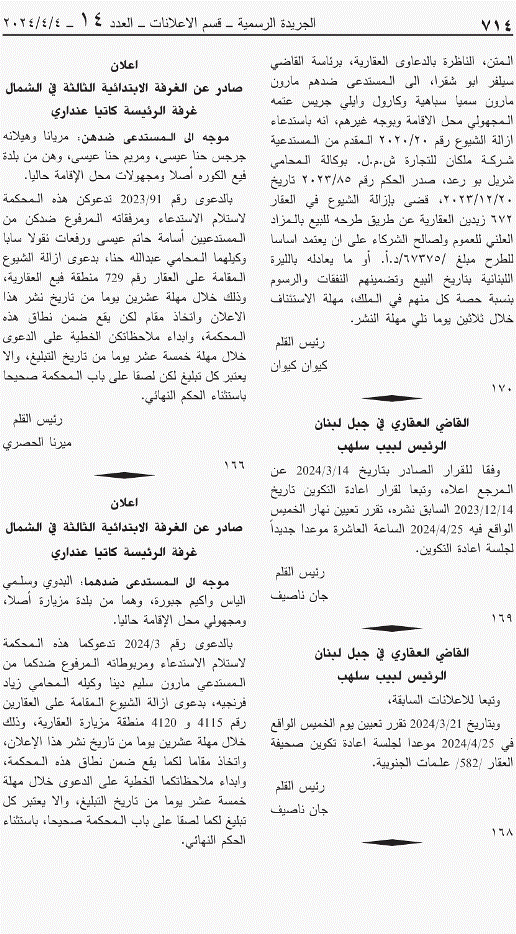 ٧١٤
الجريدة الرسمية ــ قسم الاعلانات ــ العدد ١٤ ــ ٢٠٢٤/٤/٤
المتن، الناظرة بالدعاوى العقارية، برئاسة القاضي
سيلفر ابو شقرا، الى المستدعى ضدهم مارون
مارون سميا سباهية وكارول وايلي جريس عتمه
المجهولي محل الاقامة وبوجه غيرهم، انه باستدعاء
ازالة الشيوع رقم ٢٠٢٠/٢٠ المقدم من المستدعية
شركة ملكان للتجارة ش.م.ل. بوكالة المحامي
شربل بو رعد، صدر الحكم رقم ٢٠٢٣/٨٥ تاريخ
٢٠٢٣/١٢/٢٠، قضى بإزالة الشيوع في العقار
٦٧٢ زبدين العقارية عن طريق طرحه للبيع بالمزاد
العلني للعموم ولصالح الشركاء على ان يعتمد اساسا
للطرح مبلغ /٦٧٣٧٥/د.أ. أو ما يعادله بالليرة
اللبنانية بتاريخ البيع وتضمينهم النفقات والرسوم
بنسبة حصة كل منهم في الملك، مهلة الاستئناف
خلال ثلاثين يوما تلي مهلة النشر.
رئيس القلم
كيوان كيوان
١٧٠
القاضي العقاري في جبل لبنان
الرئيس لبيب سلهب
وفقا للقرار الصادر بتاريخ 2024/3/14 عن
المرجع اعلاه، وتبعا لقرار اعادة التكوين تاريخ
2023/12/14 السابق نشره، تقرر تعيين نهار الخميس
الواقع فيه 2024/4/25 الساعة العاشرة موعدا جديداً
لجلسة اعادة التكوين.
رئيس القلم
جان ناصيف
١٦٩
القاضي العقاري في جبل لبنان
الرئيس لبيب سلهب
وتبعا للاعلانات السابقة،
وبتاريخ 2024/3/21 تقرر تعيين يوم الخميس الواقع
في 2024/4/25 موعدا لجلسة اعادة تكوين صحيفة
العقار /582/ علمات الجنوبية.
رئيس القلم
جان ناصيف
١٦٨
اعلان
صادر عن الغرفة الابتدائية الثالثة في الشمال
غرفة الرئيسة كاتيا عنداري
موجه الى المستدعى ضدهن: مريانا وهيلانه
جرجس حنا عيسى، ومريم حنا عيسى، وهن من بلدة
فيع الكوره أصلا ومجهولات محل الإقامة حاليا.
بالدعوى رقم 2023/91 تدعوكن هذه المحكمة
لاستلام الاستدعاء ومرفقاته المرفوع ضدكن من
المستدعيين أسامة حاتم عيسى ورفعات نقولا سابا
وكيلهما المحامي عبدالله حنا، بدعوى ازالة الشيوع
المقامة على العقار رقم 729 منطقة فيع العقارية،
وذلك خلال مهلة عشرين يوما من تاريخ نشر هذا
الاعلان واتخاذ مقام لكن يقع ضمن نطاق هذه
المحكمة، وابداء ملاحظاتكن الخطية على الدعوى
خلال مهلة خمسة عشر يوما من تاريخ التبليغ، والا
يعتبر كل تبليغ لكن لصقا على باب المحكمة صحيحا
باستثناء الحكم النهائي.
رئيس القلم
ميرنا الحصري
١٦٦
اعلان
صادر عن الغرفة الابتدائية الثالثة في الشمال
غرفة الرئيسة كاتيا عنداري
موجه الى المستدعى ضدهما: البدوي وسلمي
الياس واكيم جبورة، وهما من بلدة مزيارة أصلا،
ومجهولي محل الإقامة حاليا.
بالدعوى رقم 2024/3 تدعوكما هذه المحكمة
لاستلام الاستدعاء ومربوطاته المرفوع ضدكما من
المستدعي مارون سليم دينا وكيله المحامي زياد
فرنجيه، بدعوى ازالة الشيوع المقامة على العقارين
رقم 4115 و 4120 منطقة مزيارة العقارية، وذلك
خلال مهلة عشرين يوما من تاريخ نشر هذا الإعلان،
واتخاذ مقاما لكما يقع ضمن نطاق هذه المحكمة،
وابداء ملاحظاتكما الخطية على الدعوى خلال مهلة
خمسة عشر يوما من تاريخ التبليغ، والا يعتبر كل
تبليغ لكما لصقا على باب المحكمة صحيحا، باستثناء
الحكم النهائي.